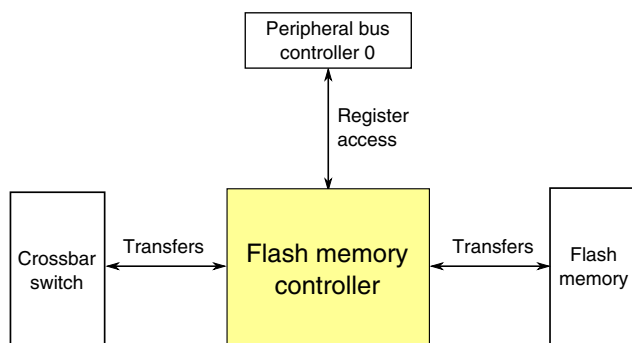 Peripheral bus
controller 0
Register
access
Crossbar
switch
Transfers
Flash memory
controller
Transfers
Flash
memory